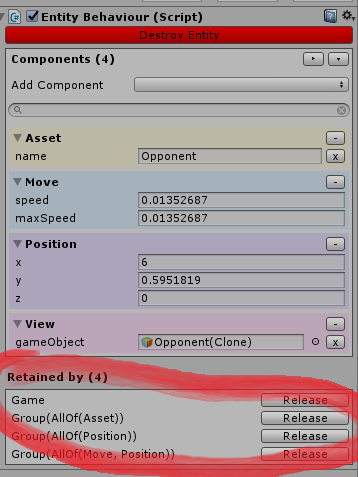 Entity Behaviour (Script)
Destroy Entity
Components (4)
Add Component
Asset -
name Opponent x
Move -
speed 0.01352687
maxSpeed 0.01352687
Position -
x 6
y 0.5951819
z 0
View -
gameObject Opponent(Clone) x
Retained by (4)
Game Release
Group(AllOf(Asset)) Release
Group(AllOf(Position)) Release
Group(AllOf(Move, Position)) Release